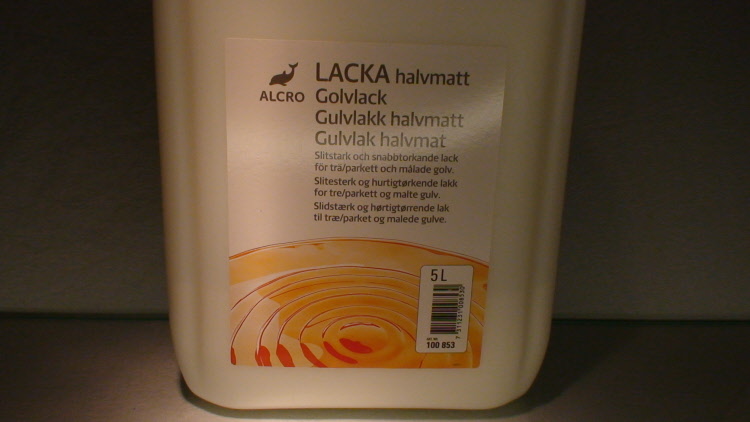 LACKA halvmatt
ALCRO
Golvlack
Gulvlakk halvmatt
Gulvlak halvmat
Slitstark och snabbtorkande lack
för trä/parkett och målade golv.
Slitesterk og hurtigtørkende lakk
for tre/parkett og malte gulv.
Slidstærk og hørtigtørrende lak
til træ/parket og malede gulve.
5 L
100 853